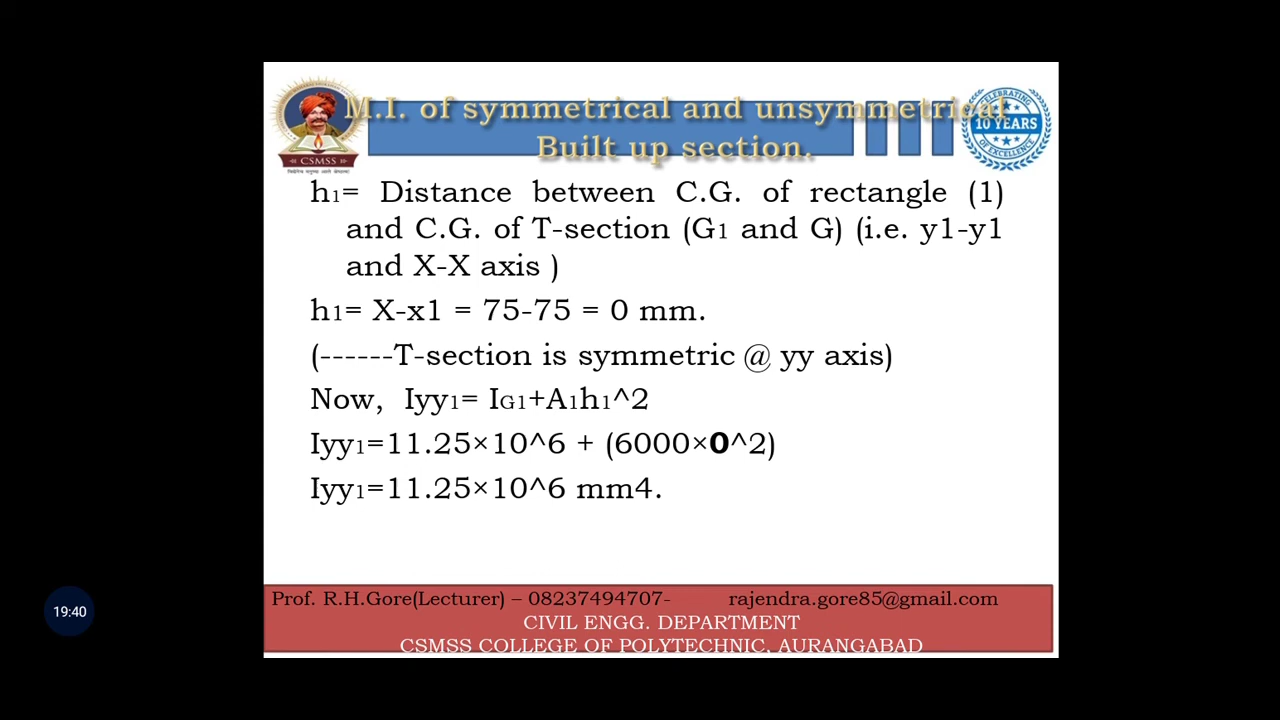 M.I. of symmetrical and unsymmetrical
Built up section.
CSMSS
CELEBRATING
10 YEARS
OF EXCELLENCE
h1= Distance between C.G. of rectangle (1)
and C.G. of T-section (G1 and G) (i.e. y1-y1
and X-X axis )
h1= X-x1 = 75-75 = 0 mm.
(------T-section is symmetric @ yy axis)
Now, Iyy1= IG1+A1h1^2
Iyy1=11.25×10^6 + (6000×0^2)
Iyy1=11.25×10^6 mm4.
19:40
Prof. R.H.Gore(Lecturer) – 08237494707- rajendra.gore85@gmail.com
CIVIL ENGG. DEPARTMENT
CSMSS COLLEGE OF POLYTECHNIC, AURANGABAD